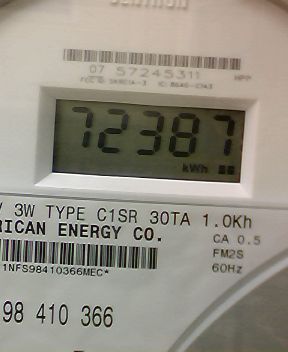 07 57245311 HPP
72387
kWh
V 3W TYPE C1SR 30TA 1.0Kh
RICAN ENERGY CO.
CA 0.5
FM2S
60Hz
1NFS98410366MEC*
98 410 366